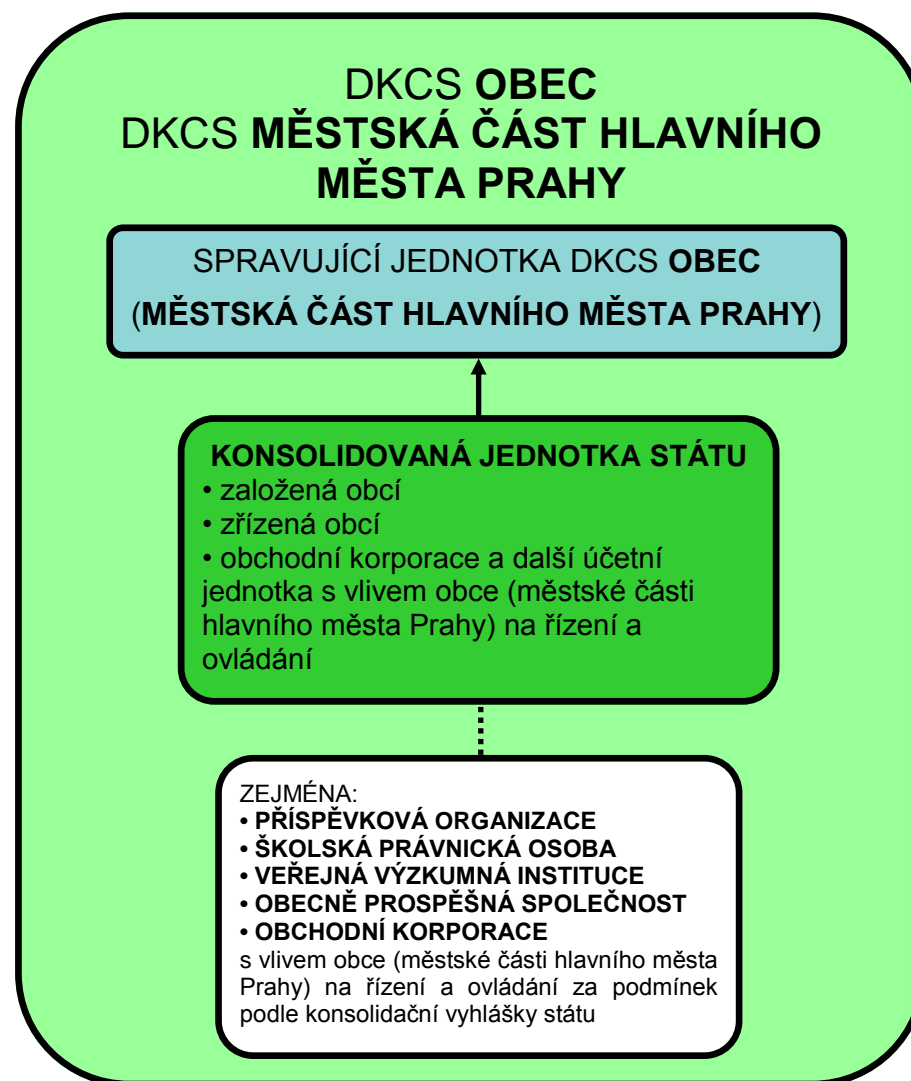 DKCS OBEC
DKCS MĚSTSKÁ ČÁST HLAVNÍHO
MĚSTA PRAHY
SPRAVUJÍCÍ JEDNOTKA DKCS OBEC
(MĚSTSKÁ ČÁST HLAVNÍHO MĚSTA PRAHY)
KONSOLIDOVANÁ JEDNOTKA STÁTU
• založená obcí
• zřízená obcí
• obchodní korporace a další účetní
jednotka s vlivem obce (městské části
hlavního města Prahy) na řízení a
ovládání
ZEJMÉNA:
• PŘÍSPĚVKOVÁ ORGANIZACE
• ŠKOLSKÁ PRÁVNICKÁ OSOBA
• VEŘEJNÁ VÝZKUMNÁ INSTITUCE
• OBECNĚ PROSPĚŠNÁ SPOLEČNOST
• OBCHODNÍ KORPORACE
s vlivem obce (městské části hlavního města
Prahy) na řízení a ovládání za podmínek
podle konsolidační vyhlášky státu